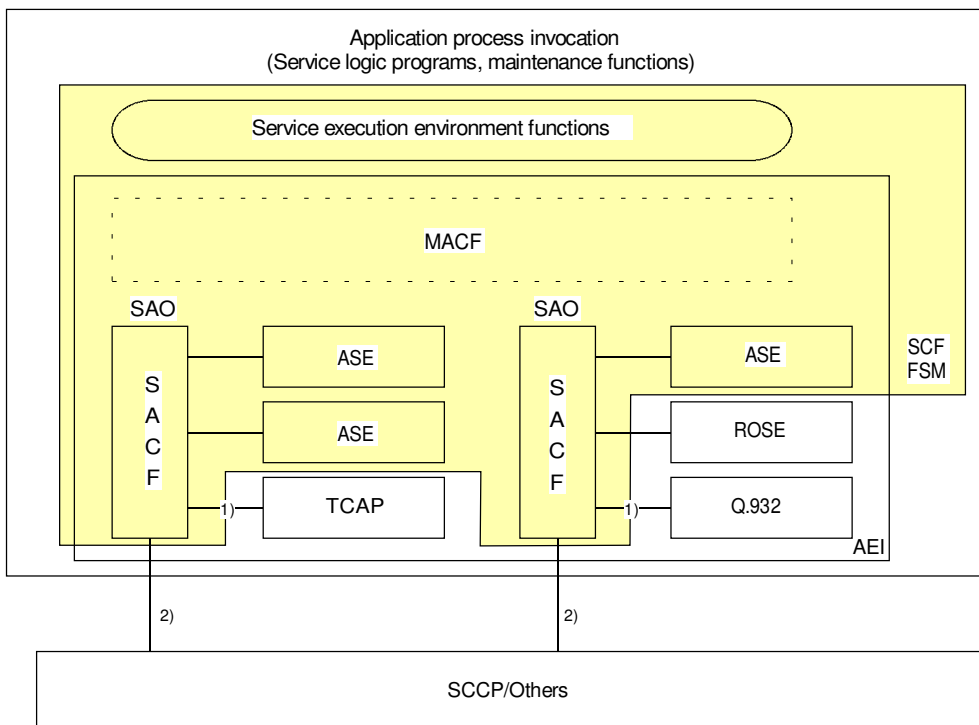 Application process invocation
(Service logic programs, maintenance functions)
Service execution environment functions
MACF
SAO
SAO
S
A
C
F
ASE
ASE
1)
TCAP
S
A
C
F
ASE
ROSE
1)
Q.932
SCF
FSM
AEI
2)
2)
SCCP/Others